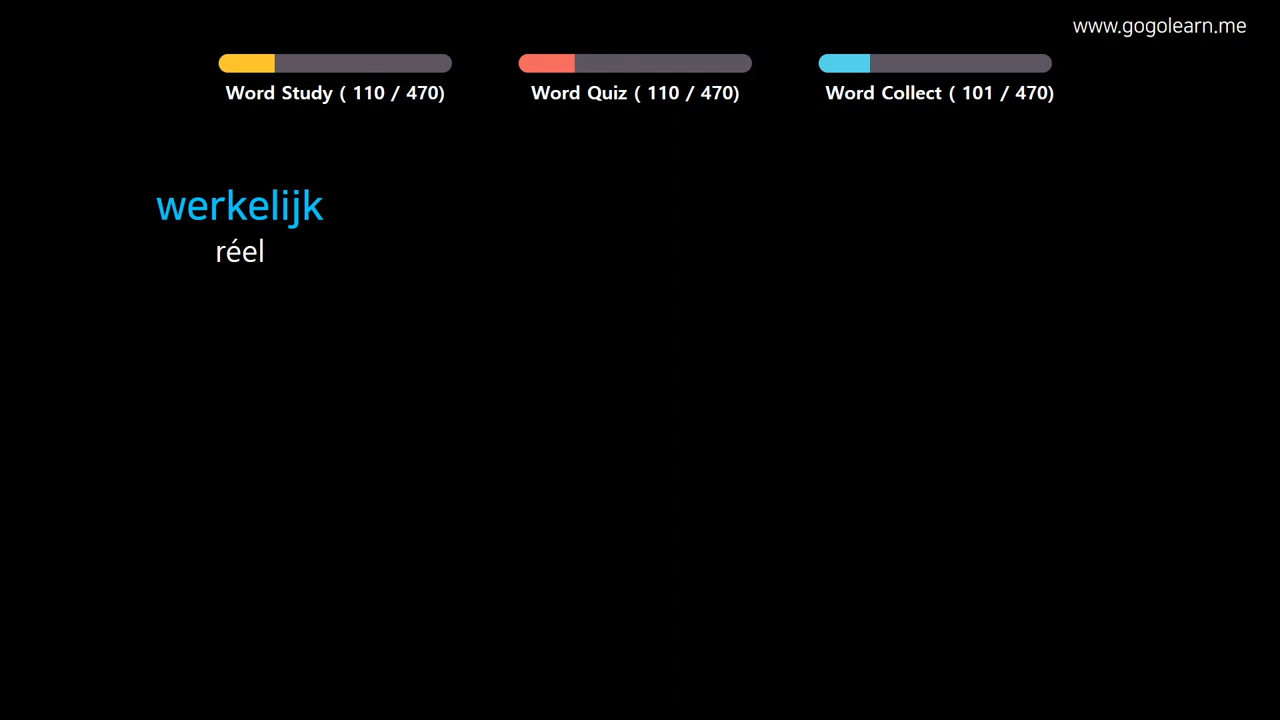 www.gogolearn.me
Word Study ( 110 / 470)
Word Quiz ( 110 / 470)
Word Collect ( 101 / 470)
werkelijk
réel